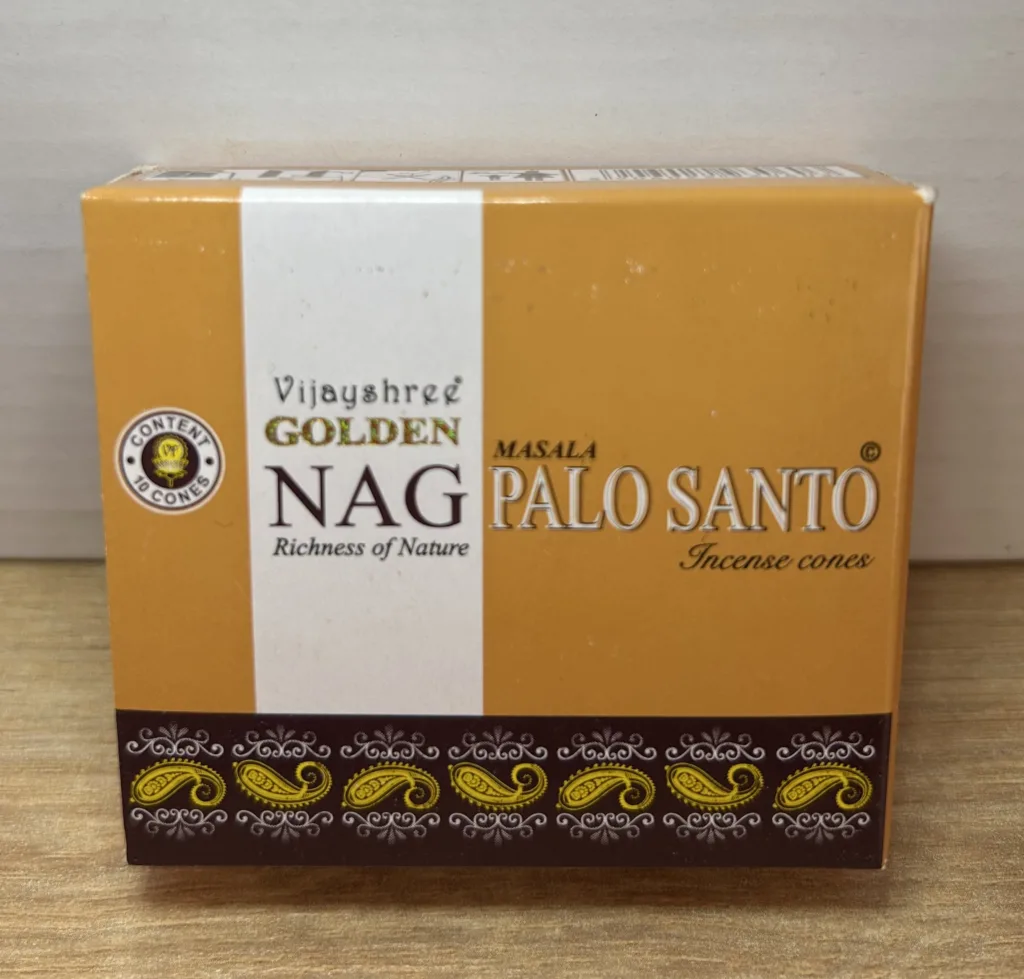 CONTENT
10 CONES
Vijayshree®
GOLDEN
NAG
Richness of Nature
MASALA
PALO SANTO ©
Incense cones